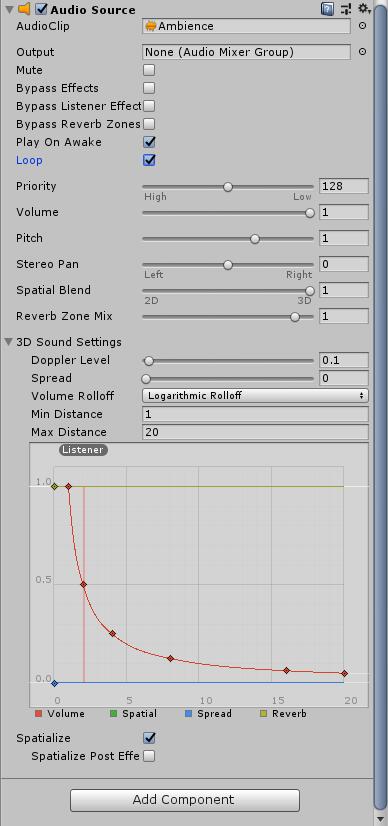 Audio Source
AudioClip Ambience
Output None (Audio Mixer Group)
Mute
Bypass Effects
Bypass Listener Effect
Bypass Reverb Zones
Play On Awake
Loop
Priority 128
High Low
Volume 1
Pitch 1
Stereo Pan 0
Left Right
Spatial Blend 1
2D 3D
Reverb Zone Mix 1
3D Sound Settings
Doppler Level 0.1
Spread 0
Volume Rolloff Logarithmic Rolloff
Min Distance 1
Max Distance 20
Listener
1.0
0.5
0.0
0 5 10 15 20
Volume Spatial Spread Reverb
Spatialize
Spatialize Post Effe
Add Component